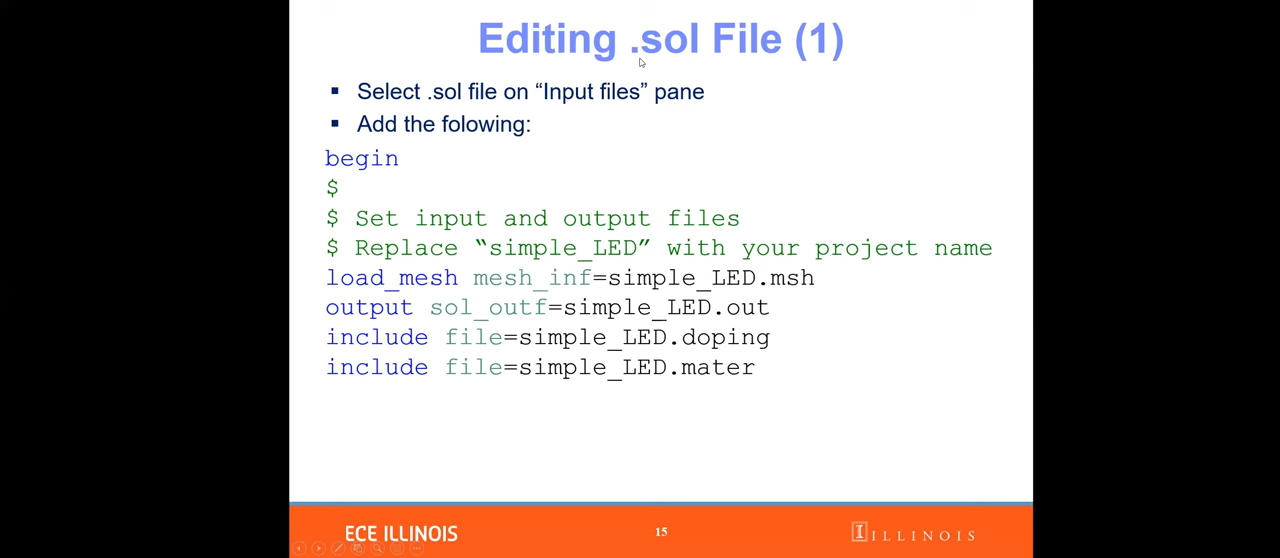 Editing .sol File (1)
▪ Select .sol file on “Input files” pane
▪ Add the folowing:
begin
$
$ Set input and output files
$ Replace “simple_LED” with your project name
load_mesh mesh_inf=simple_LED.msh
output sol_outf=simple_LED.out
include file=simple_LED.doping
include file=simple_LED.mater
ECE ILLINOIS
15
I ILLINOIS